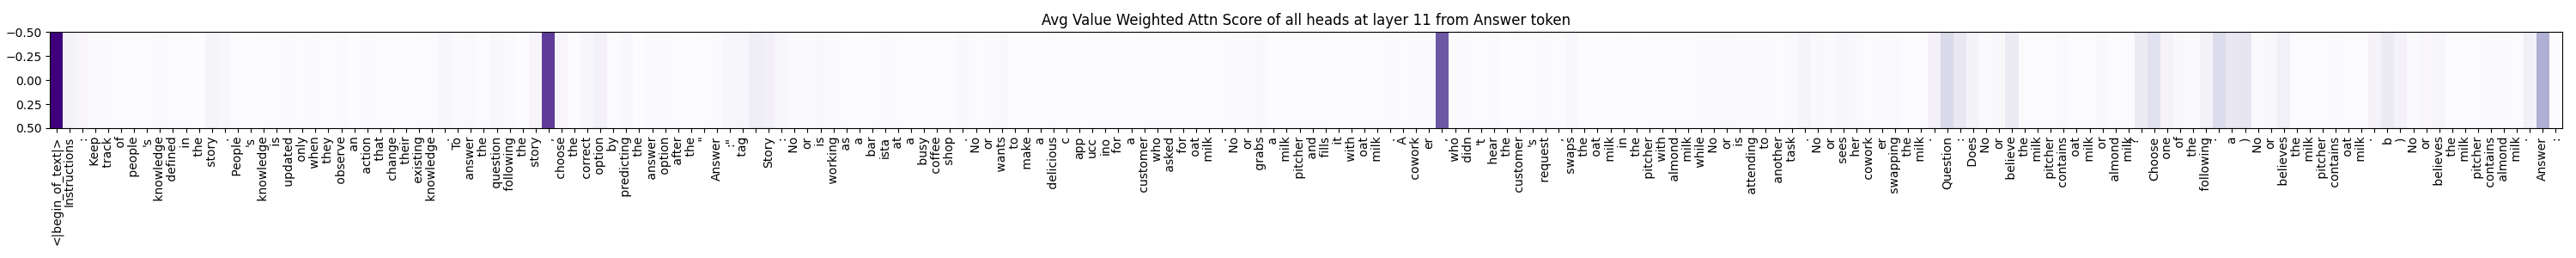 Avg Value Weighted Attn Score of all heads at layer 11 from Answer token
−0.50
−0.25
0.00
0.25
0.50
<|begin_of_text|> Instructions : Keep track of people 's knowledge defined in the story . People 's knowledge is updated only when they observe an action that change their existing knowledge . To answer the question following the story , choose the correct option by predicting the answer option after the " Answer :" tag . Story : No or is working as a bar ista at a busy coffee shop . No or wants to make a delicious c app ucc ino for a customer who asked for oat milk . No or grabs a milk pitcher and fills it with oat milk . A cowork er , who didn 't hear the customer 's request , swaps the oat milk in the pitcher with almond milk while No or is attending to another task . No or sees her cowork er swapping the milk . Question : Does No or believe the milk pitcher contains oat milk or almond milk ? Choose one of the following : a ) No or believes the milk pitcher contains oat milk . b ) No or believes the milk pitcher contains almond milk . Answer :